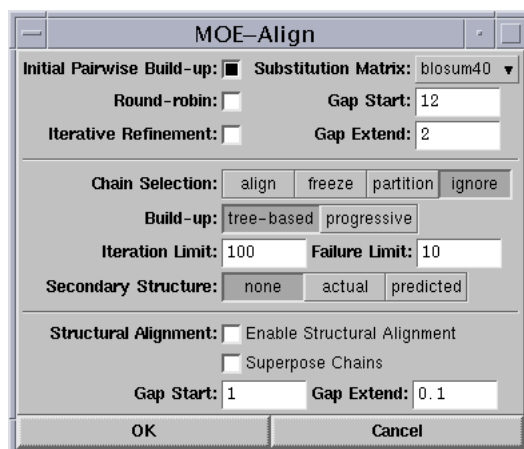 MOE-Align
Initial Pairwise Build-up: Substitution Matrix: blosum40
Round-robin: Gap Start: 12
Iterative Refinement: Gap Extend: 2
Chain Selection: align freeze partition ignore
Build-up: tree-based progressive
Iteration Limit: 100 Failure Limit: 10
Secondary Structure: none actual predicted
Structural Alignment: Enable Structural Alignment
Superpose Chains
Gap Start: 1 Gap Extend: 0.1
OK Cancel